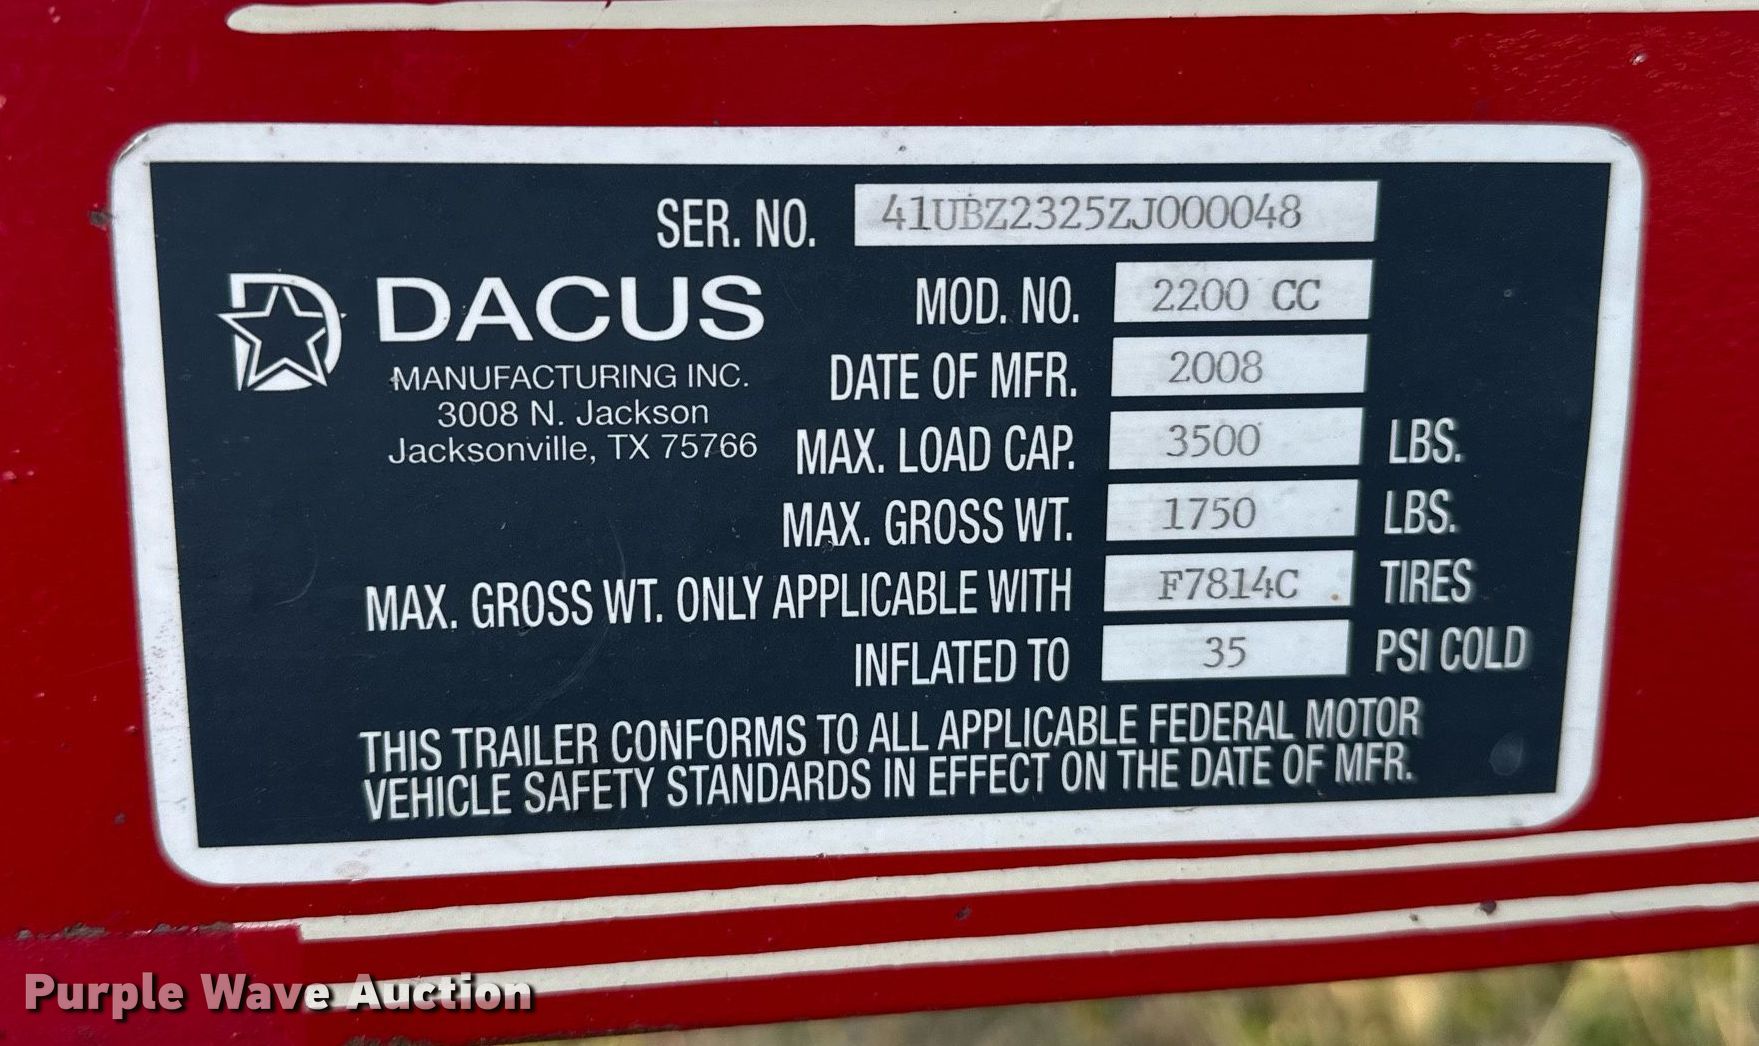 SER. NO. 41UBZ2325ZJ000048
DACUS
MANUFACTURING INC.
3008 N. Jackson
Jacksonville, TX 75766
MOD. NO. 2200 CC
DATE OF MFR. 2008
MAX. LOAD CAP. 3500 LBS.
MAX. GROSS WT. 1750 LBS.
MAX. GROSS WT. ONLY APPLICABLE WITH F7814C TIRES
INFLATED TO 35 PSI COLD
THIS TRAILER CONFORMS TO ALL APPLICABLE FEDERAL MOTOR
VEHICLE SAFETY STANDARDS IN EFFECT ON THE DATE OF MFR.
Purple Wave Auction